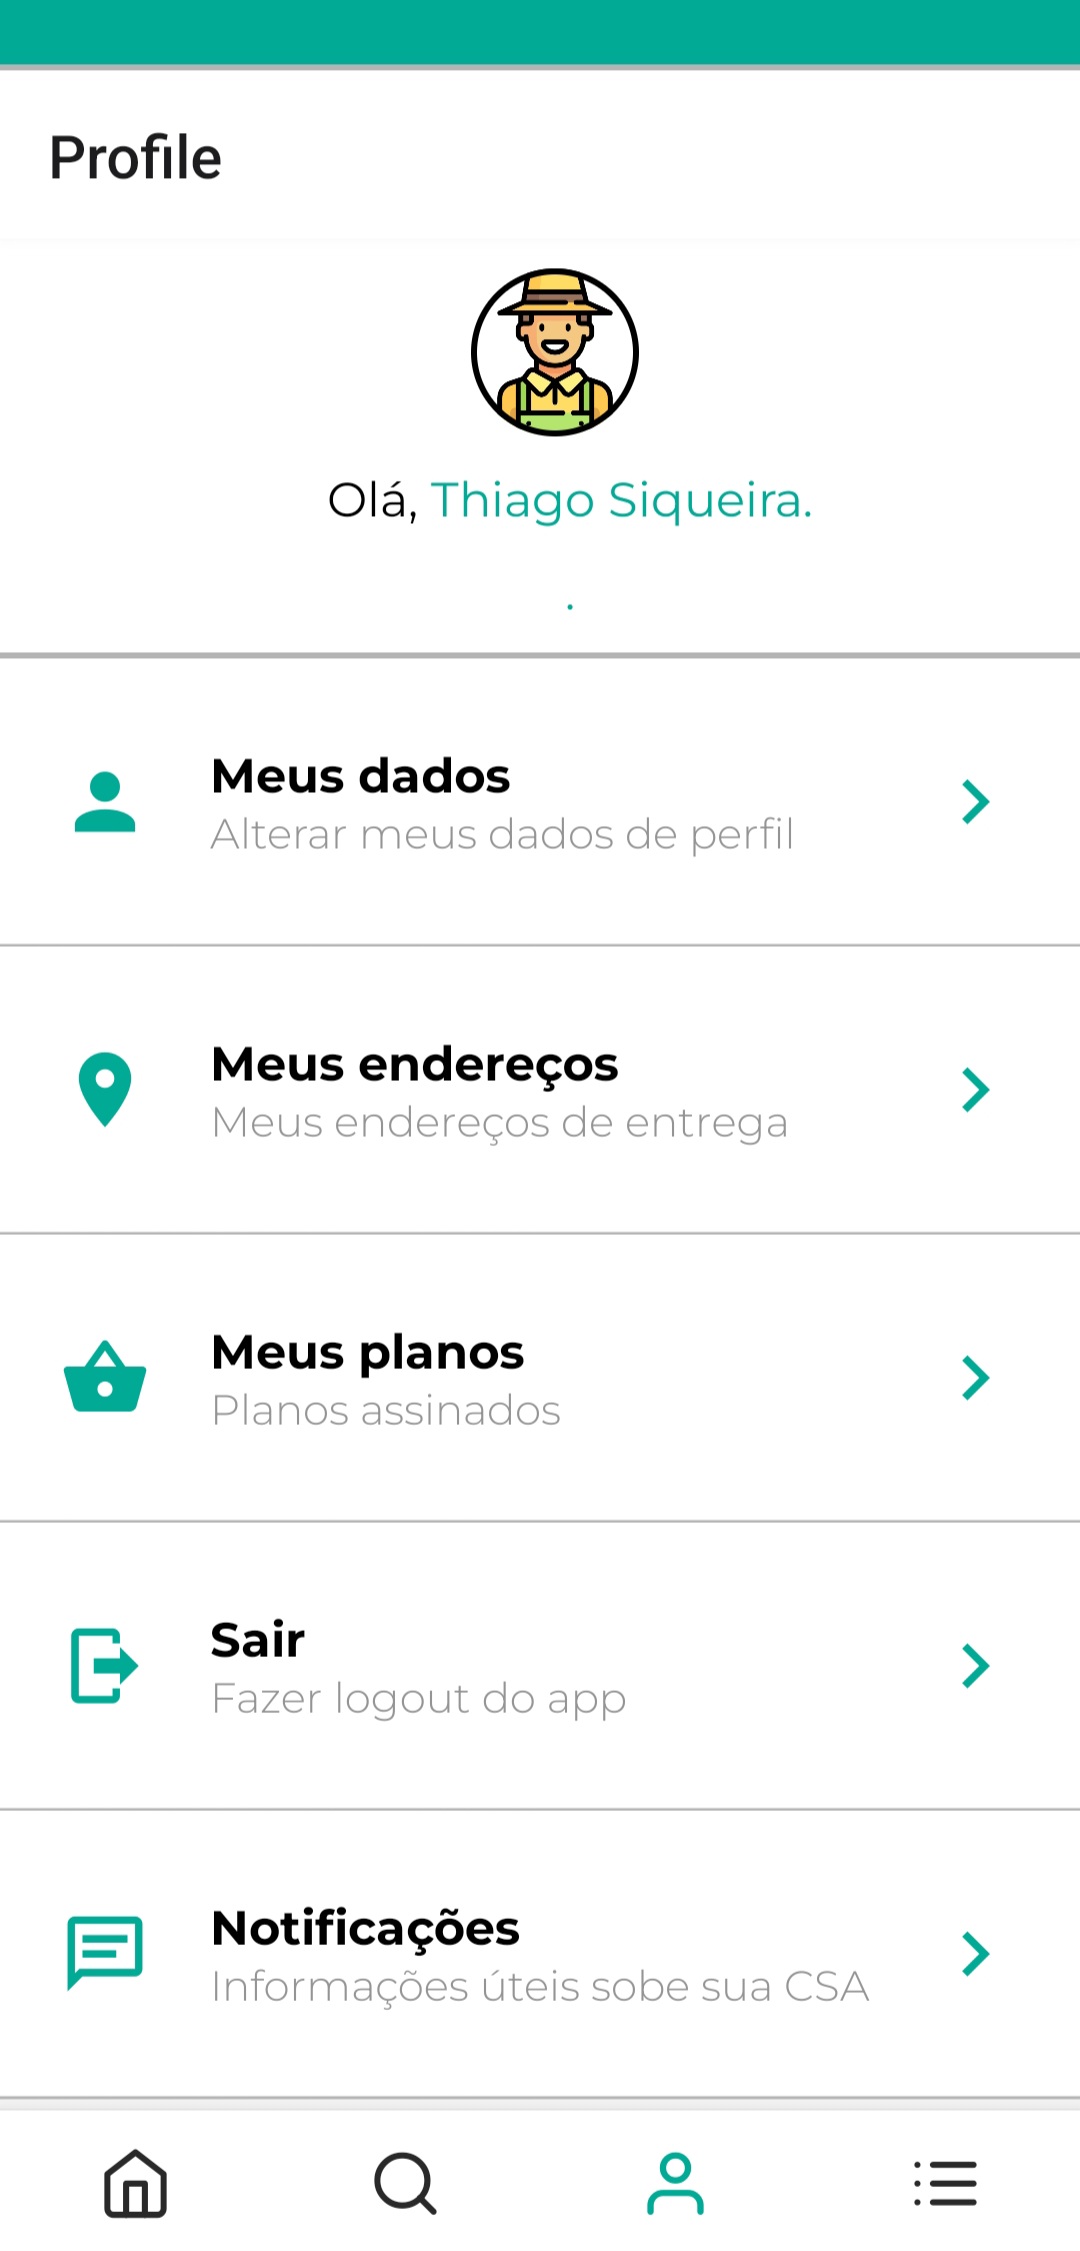 Profile
Olá, Thiago Siqueira.
.
Meus dados
Alterar meus dados de perfil
Meus endereços
Meus endereços de entrega
Meus planos
Planos assinados
Sair
Fazer logout do app
Notificações
Informações úteis sobe sua CSA